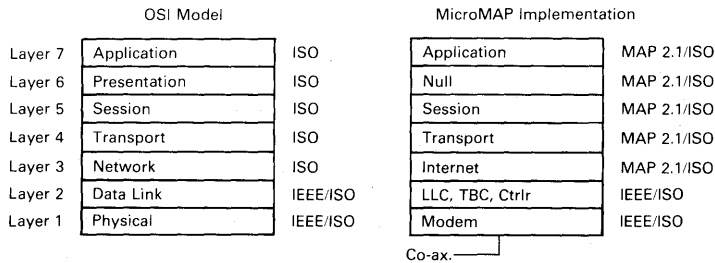 OSI Model MicroMAP Implementation
Layer 7 Application ISO Application MAP 2.1/ISO
Layer 6 Presentation ISO Null MAP 2.1/ISO
Layer 5 Session ISO Session MAP 2.1/ISO
Layer 4 Transport ISO Transport MAP 2.1/ISO
Layer 3 Network ISO Internet MAP 2.1/ISO
Layer 2 Data Link IEEE/ISO LLC, TBC, Ctrlr IEEE/ISO
Layer 1 Physical IEEE/ISO Modem IEEE/ISO
Co-ax.